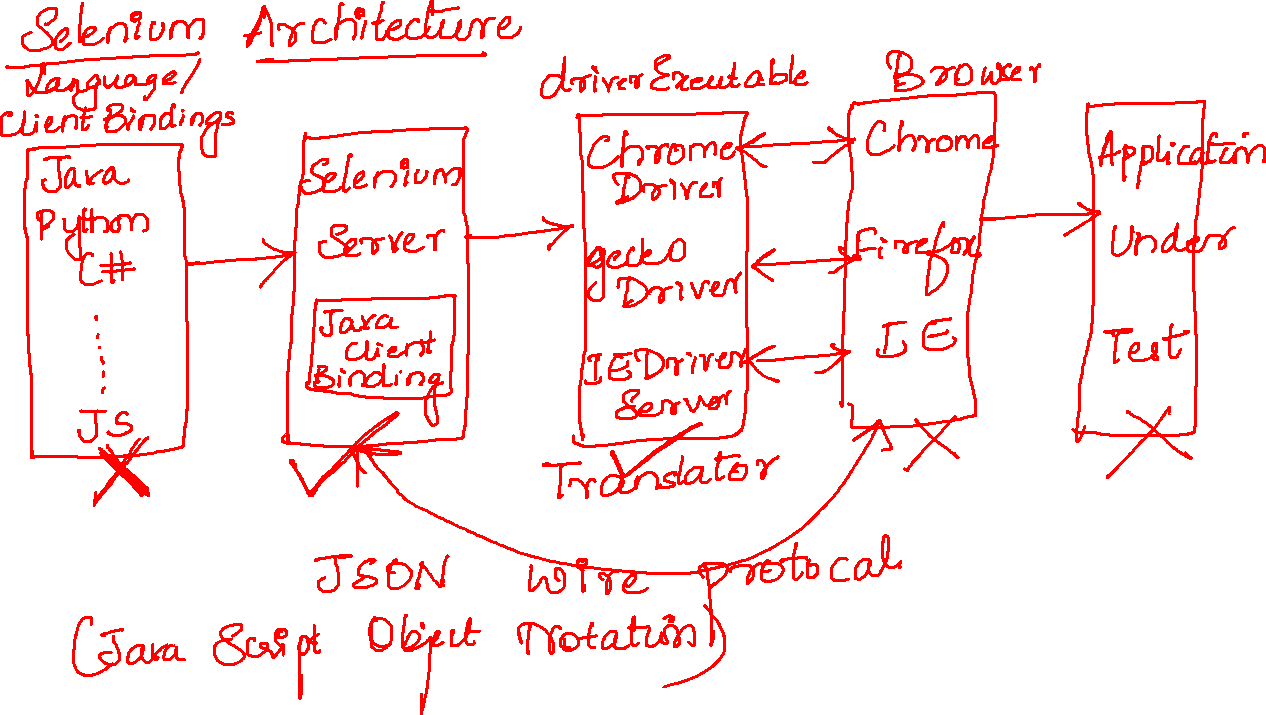 Selenium Architecture
Language/
Client Bindings
Java
Python
C#
JS
Selenium
Server
Java
Client
Binding
driverExecutable
Chrome
Driver
gecko
Driver
IEDriver
Server
Translator
Browser
Chrome
Firefox
IE
Application
Under
Test
JSON Wire Protocal
(Java Script Object Notation)